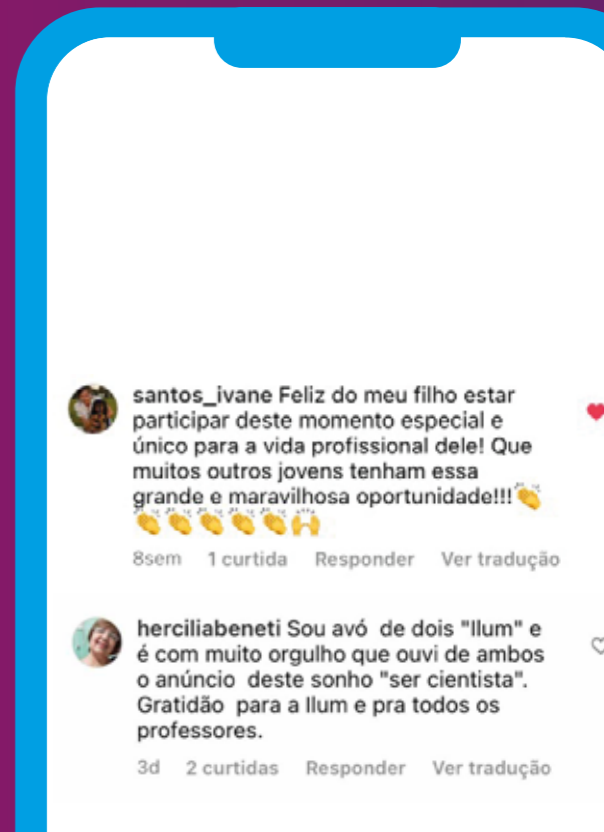 santos_ivane Feliz do meu filho estar
participar deste momento especial e
único para a vida profissional dele! Que
muitos outros jovens tenham essa
grande e maravilhosa oportunidade!!!👏
👏👏👏👏👏🙌
8sem 1 curtida Responder Ver tradução
herciliabeneti Sou avó de dois "Ilum" e
é com muito orgulho que ouvi de ambos
o anúncio deste sonho "ser cientista".
Gratidão para a Ilum e pra todos os
professores.
3d 2 curtidas Responder Ver tradução